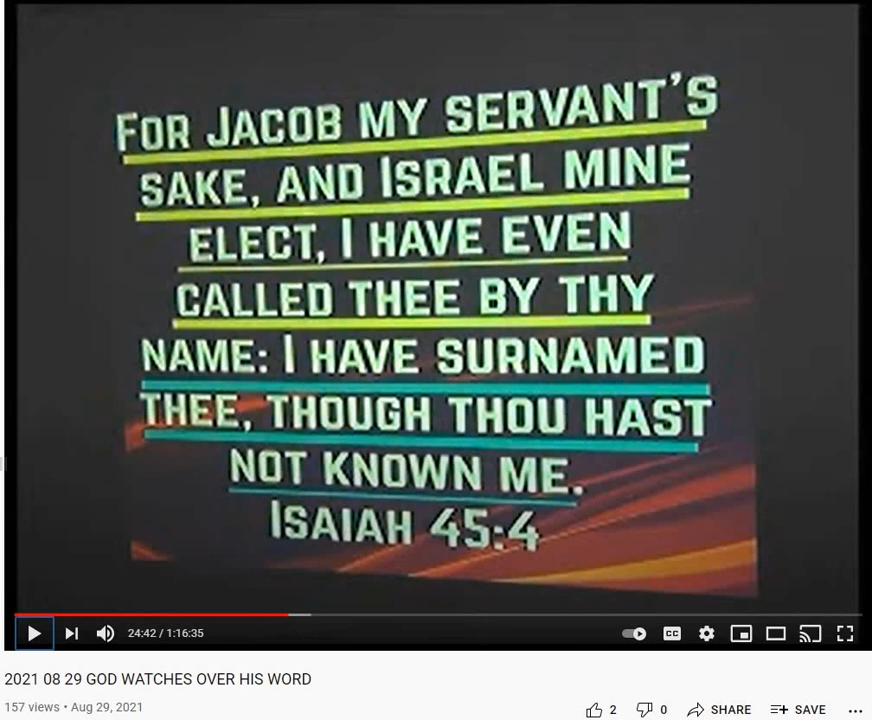 FOR JACOB MY SERVANT'S
SAKE, AND ISRAEL MINE
ELECT, I HAVE EVEN
CALLED THEE BY THY
NAME: I HAVE SURNAMED
THEE, THOUGH THOU HAST
NOT KNOWN ME.
ISAIAH 45:4
24:42 / 1:16:35
CC
2021 08 29 GOD WATCHES OVER HIS WORD
157 views • Aug 29, 2021
2 0 SHARE SAVE